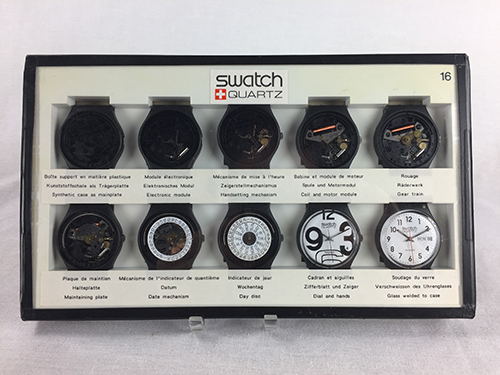 swatch
QUARTZ
16
Boîte support en matière plastique
Kunststoffschale als Trägerplatte
Synthetic case as mainplate
Module électronique
Elektronisches Modul
Electronic module
Mécanisme de mise à l'heure
Zeigerstellmechanismus
Handsetting mechanism
Bobine et module de moteur
Spule und Motormodul
Coil and motor module
Rouage
Räderwerk
Gear train
Plaque de maintien
Halteplatte
Maintaining plate
Mécanisme de l'indicateur de quantième
Datum
Date mechanism
Indicateur de jour
Wochentag
Day disc
9 3
Cadran et aiguilles
Zifferblatt und Zeiger
Dial and hands
Soudage du verre
Verschweissen des Uhrenglases
Glass welded to case